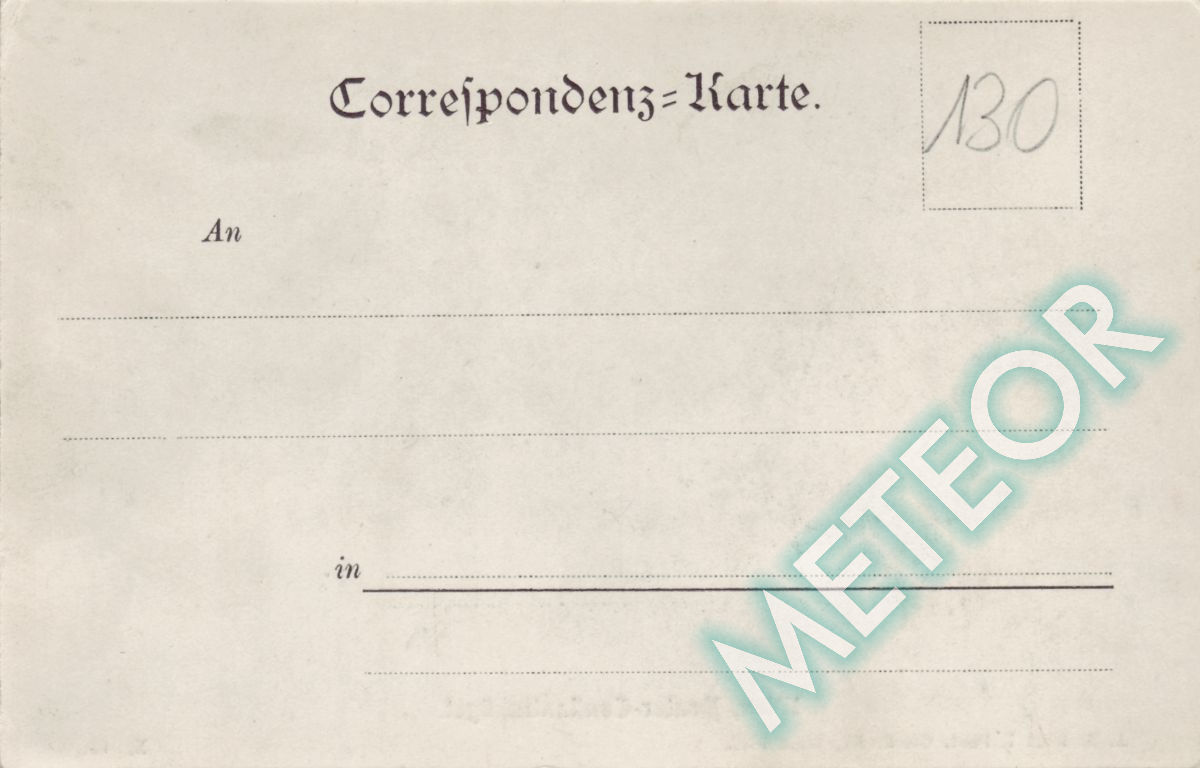 Correſpondenz=Karte.
130
An
in
METEOR